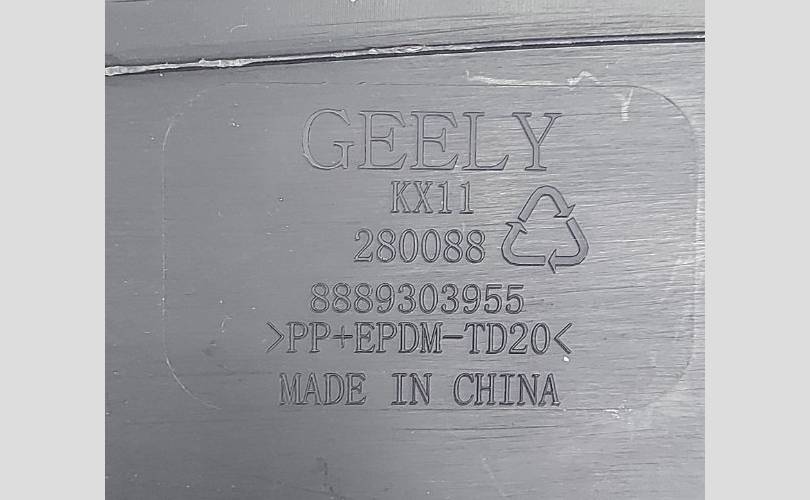 GEELY
KX11
280088
8889303955
>PP+EPDM-TD20<
MADE IN CHINA